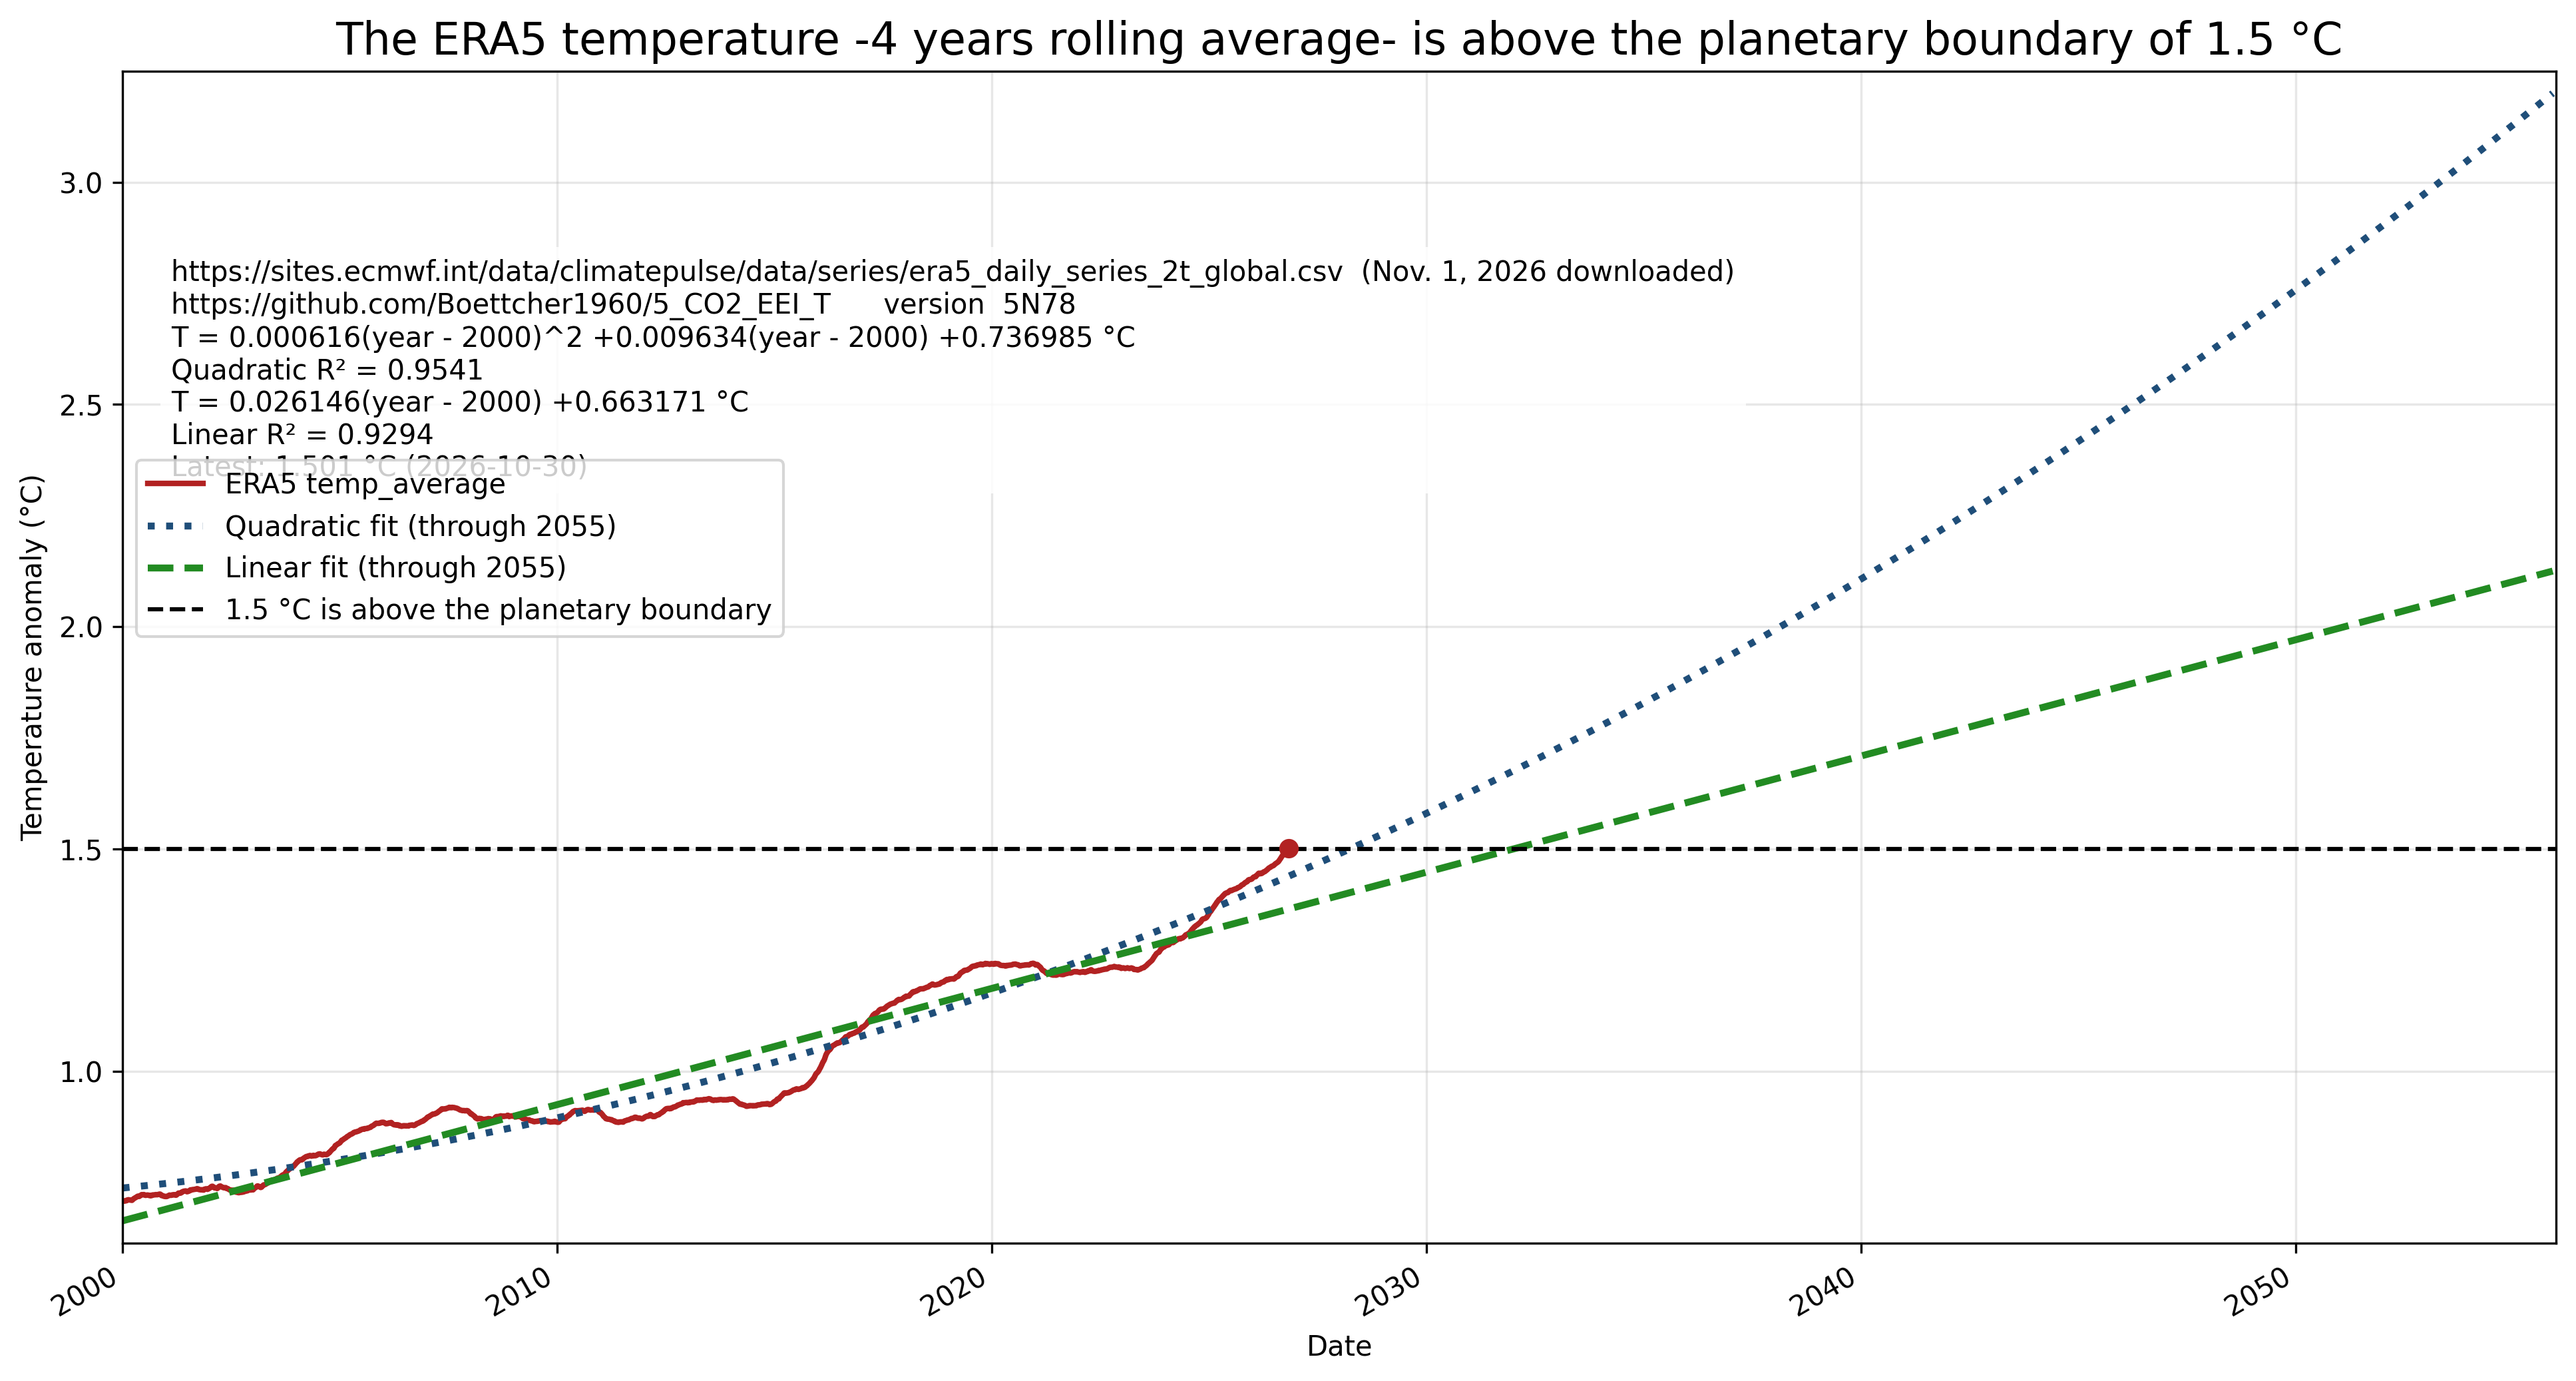 The ERA5 temperature -4 years rolling average- is above the planetary boundary of 1.5 °C
https://sites.ecmwf.int/data/climatepulse/data/series/era5_daily_series_2t_global.csv  (Nov. 1, 2026 downloaded)
https://github.com/Boettcher1960/5_CO2_EEI_T      version  5N78
T = 0.000616(year - 2000)^2 +0.009634(year - 2000) +0.736985 °C
Quadratic R² = 0.9541
T = 0.026146(year - 2000) +0.663171 °C
Linear R² = 0.9294
Latest: 1.501 °C (2026-10-30)
ERA5 temp_average
Quadratic fit (through 2055)
Linear fit (through 2055)
1.5 °C is above the planetary boundary
Temperature anomaly (°C)
3.0
2.5
2.0
1.5
1.0
2000
2010
2020
2030
2040
2050
Date